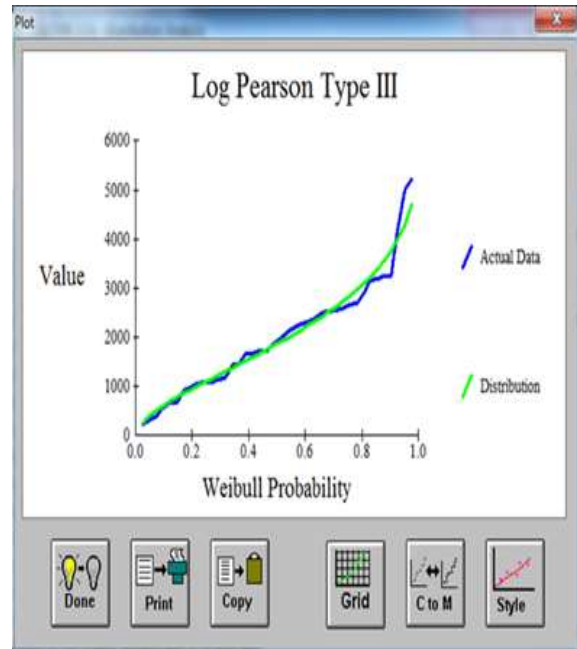 Plot
Log Pearson Type III
6000
5000
4000
3000
2000
1000
0
Value
Actual Data
Distribution
0.0 0.2 0.4 0.6 0.8 1.0
Weibull Probability
Done Print Copy Grid C to M Style